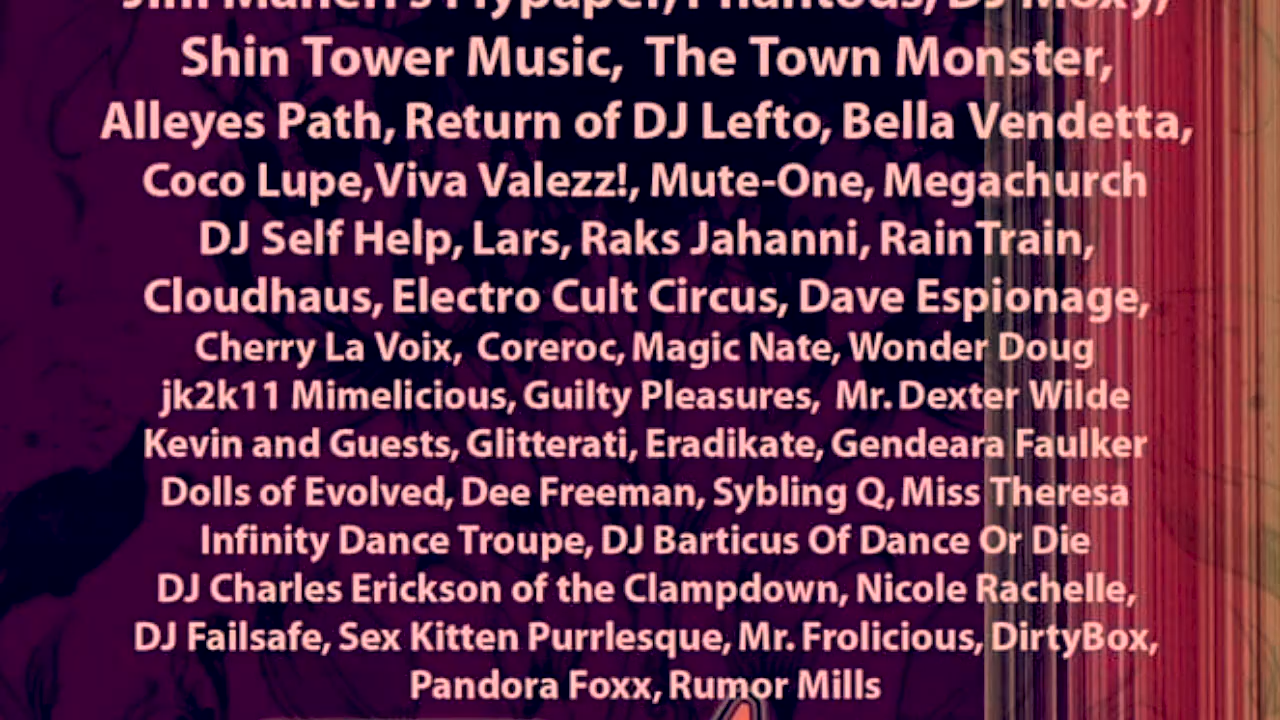 DJ Moxy,
Shin Tower Music, The Town Monster,
Alleyes Path, Return of DJ Lefto, Bella Vendetta,
Coco Lupe,Viva Valezz!, Mute-One, Megachurch
DJ Self Help, Lars, Raks Jahanni, RainTrain,
Cloudhaus, Electro Cult Circus, Dave Espionage,
Cherry La Voix, Coreroc, Magic Nate, Wonder Doug
jk2k11 Mimelicious, Guilty Pleasures, Mr. Dexter Wilde
Kevin and Guests, Glitterati, Eradikate, Gendeara Faulker
Dolls of Evolved, Dee Freeman, Sybling Q, Miss Theresa
Infinity Dance Troupe, DJ Barticus Of Dance Or Die
DJ Charles Erickson of the Clampdown, Nicole Rachelle,
DJ Failsafe, Sex Kitten Purrlesque, Mr. Frolicious, DirtyBox,
Pandora Foxx, Rumor Mills